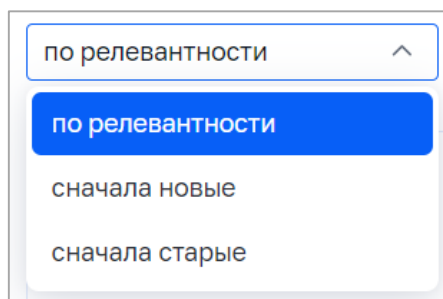 по релевантности
по релевантности
сначала новые
сначала старые